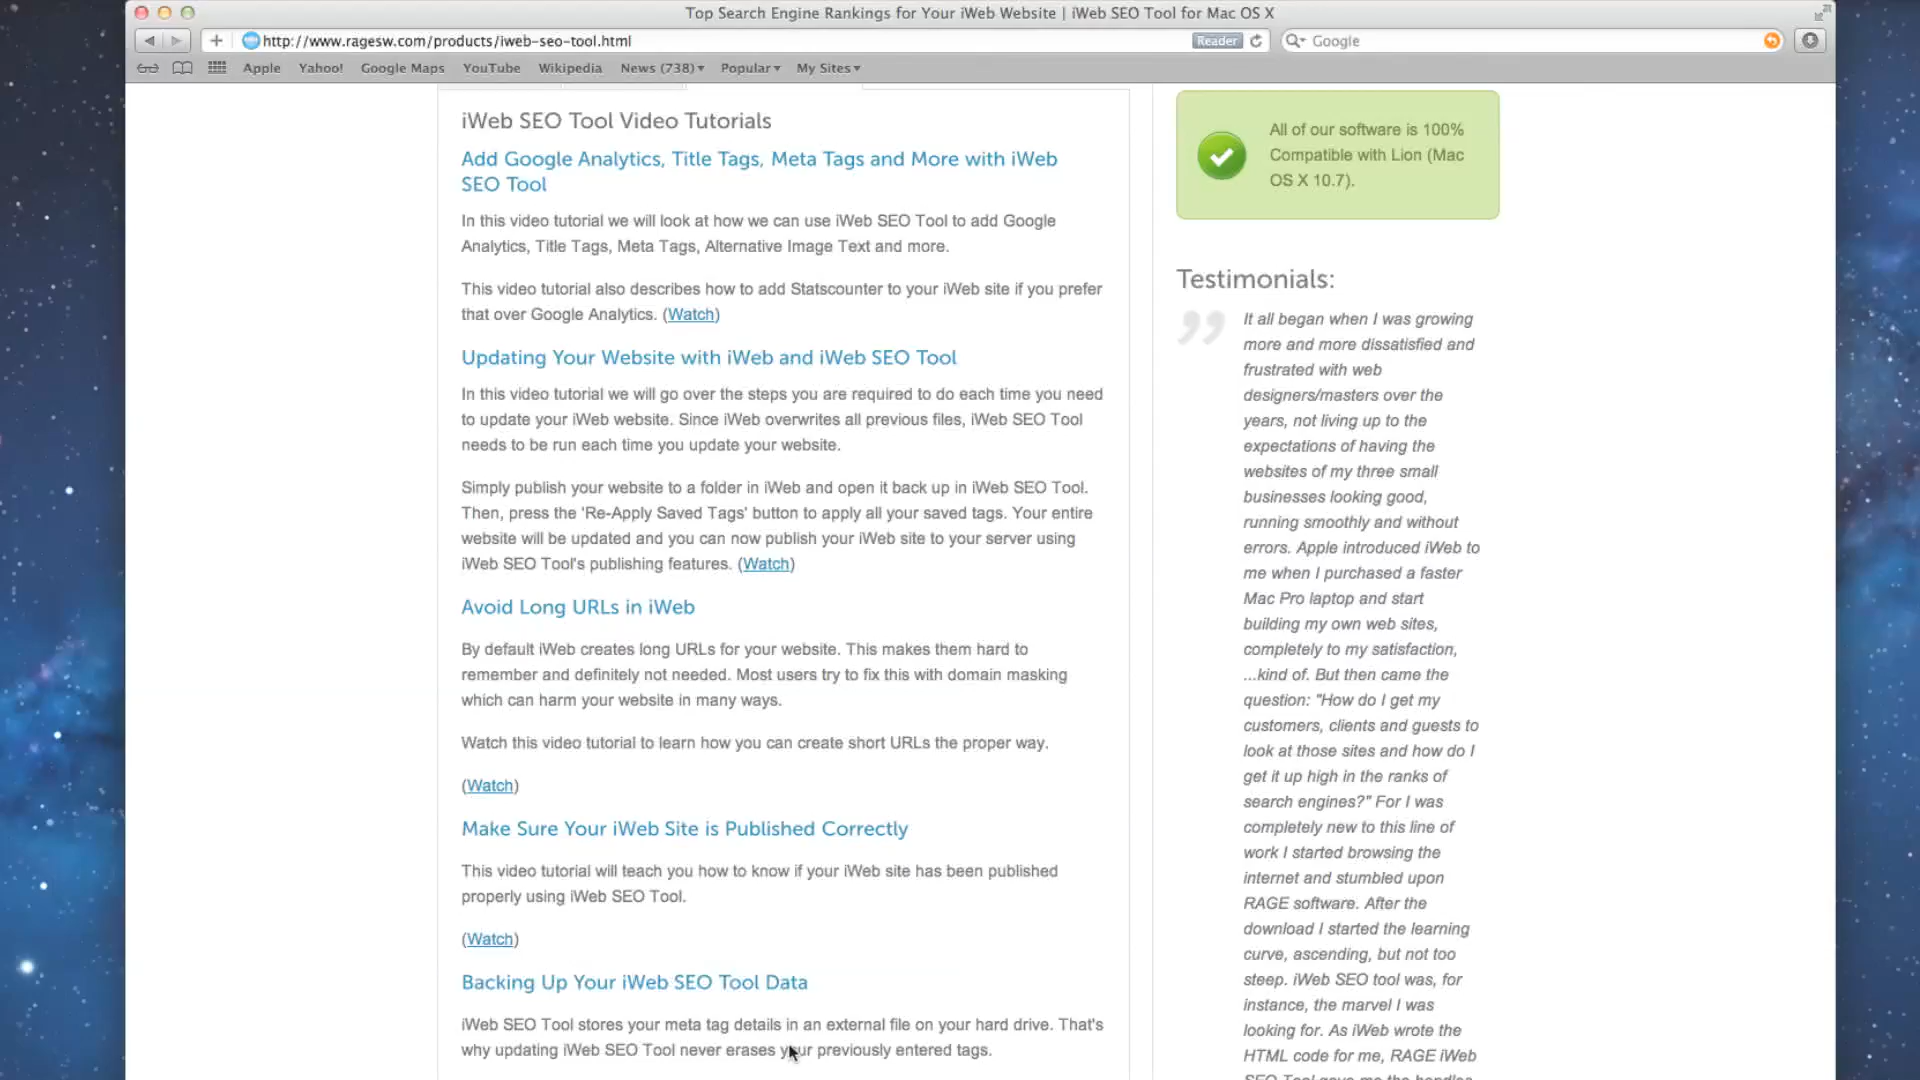 Top Search Engine Rankings for Your iWeb Website | iWeb SEO Tool for Mac OS X
http://www.ragesw.com/products/iweb-seo-tool.html
Reader
Google
Apple Yahoo! Google Maps YouTube Wikipedia News (738)▾ Popular▾ My Sites▾
iWeb SEO Tool Video Tutorials
Add Google Analytics, Title Tags, Meta Tags and More with iWeb
SEO Tool
In this video tutorial we will look at how we can use iWeb SEO Tool to add Google
Analytics, Title Tags, Meta Tags, Alternative Image Text and more.
This video tutorial also describes how to add Statscounter to your iWeb site if you prefer
that over Google Analytics. (Watch)
Updating Your Website with iWeb and iWeb SEO Tool
In this video tutorial we will go over the steps you are required to do each time you need
to update your iWeb website. Since iWeb overwrites all previous files, iWeb SEO Tool
needs to be run each time you update your website.
Simply publish your website to a folder in iWeb and open it back up in iWeb SEO Tool.
Then, press the 'Re-Apply Saved Tags' button to apply all your saved tags. Your entire
website will be updated and you can now publish your iWeb site to your server using
iWeb SEO Tool's publishing features. (Watch)
Avoid Long URLs in iWeb
By default iWeb creates long URLs for your website. This makes them hard to
remember and definitely not needed. Most users try to fix this with domain masking
which can harm your website in many ways.
Watch this video tutorial to learn how you can create short URLs the proper way.
(Watch)
Make Sure Your iWeb Site is Published Correctly
This video tutorial will teach you how to know if your iWeb site has been published
properly using iWeb SEO Tool.
(Watch)
Backing Up Your iWeb SEO Tool Data
iWeb SEO Tool stores your meta tag details in an external file on your hard drive. That's
why updating iWeb SEO Tool never erases your previously entered tags.
All of our software is 100%
Compatible with Lion (Mac
OS X 10.7).
Testimonials:
It all began when I was growing
more and more dissatisfied and
frustrated with web
designers/masters over the
years, not living up to the
expectations of having the
websites of my three small
businesses looking good,
running smoothly and without
errors. Apple introduced iWeb to
me when I purchased a faster
Mac Pro laptop and start
building my own web sites,
completely to my satisfaction,
...kind of. But then came the
question: "How do I get my
customers, clients and guests to
look at those sites and how do I
get it up high in the ranks of
search engines?" For I was
completely new to this line of
work I started browsing the
internet and stumbled upon
RAGE software. After the
download I started the learning
curve, ascending, but not too
steep. iWeb SEO tool was, for
instance, the marvel I was
looking for. As iWeb wrote the
HTML code for me, RAGE iWeb